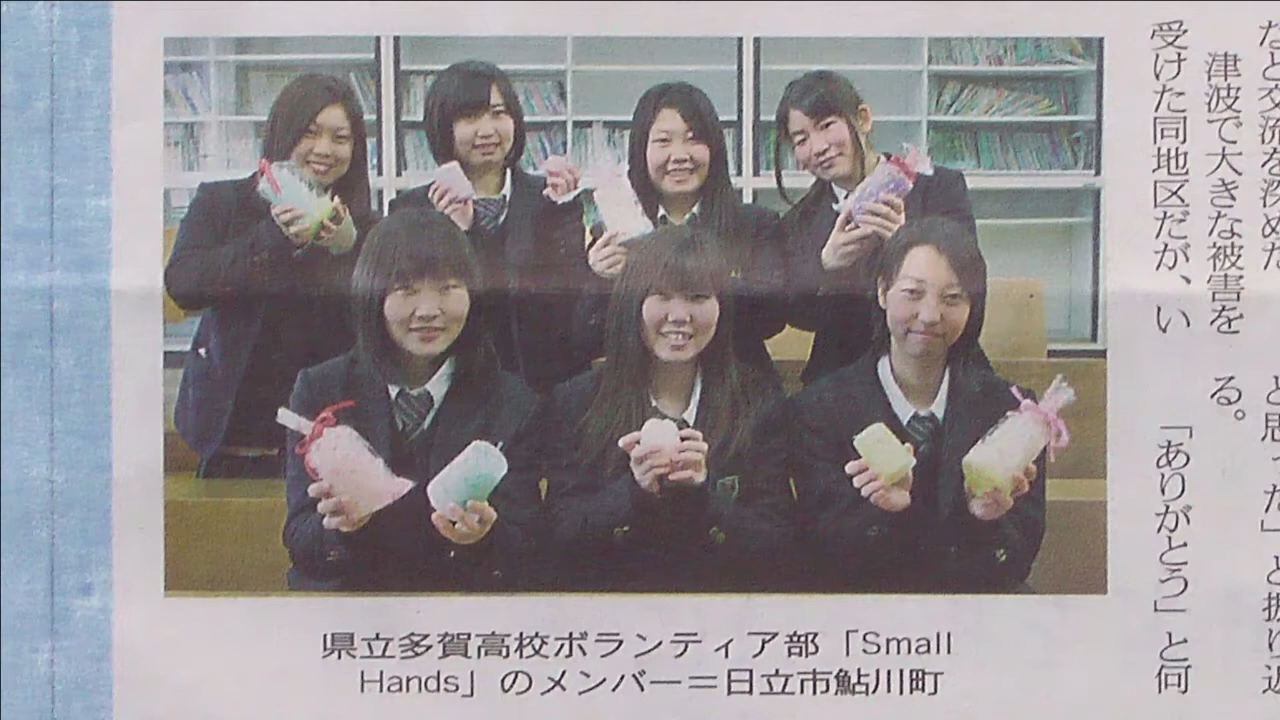 など交流を深めた
津波で大きな被害を
受けた同地区だが、い
と思った」と振り返
る。
「ありがとう」と何
県立多賀高校ボランティア部「Small
Hands」のメンバー＝日立市鮎川町